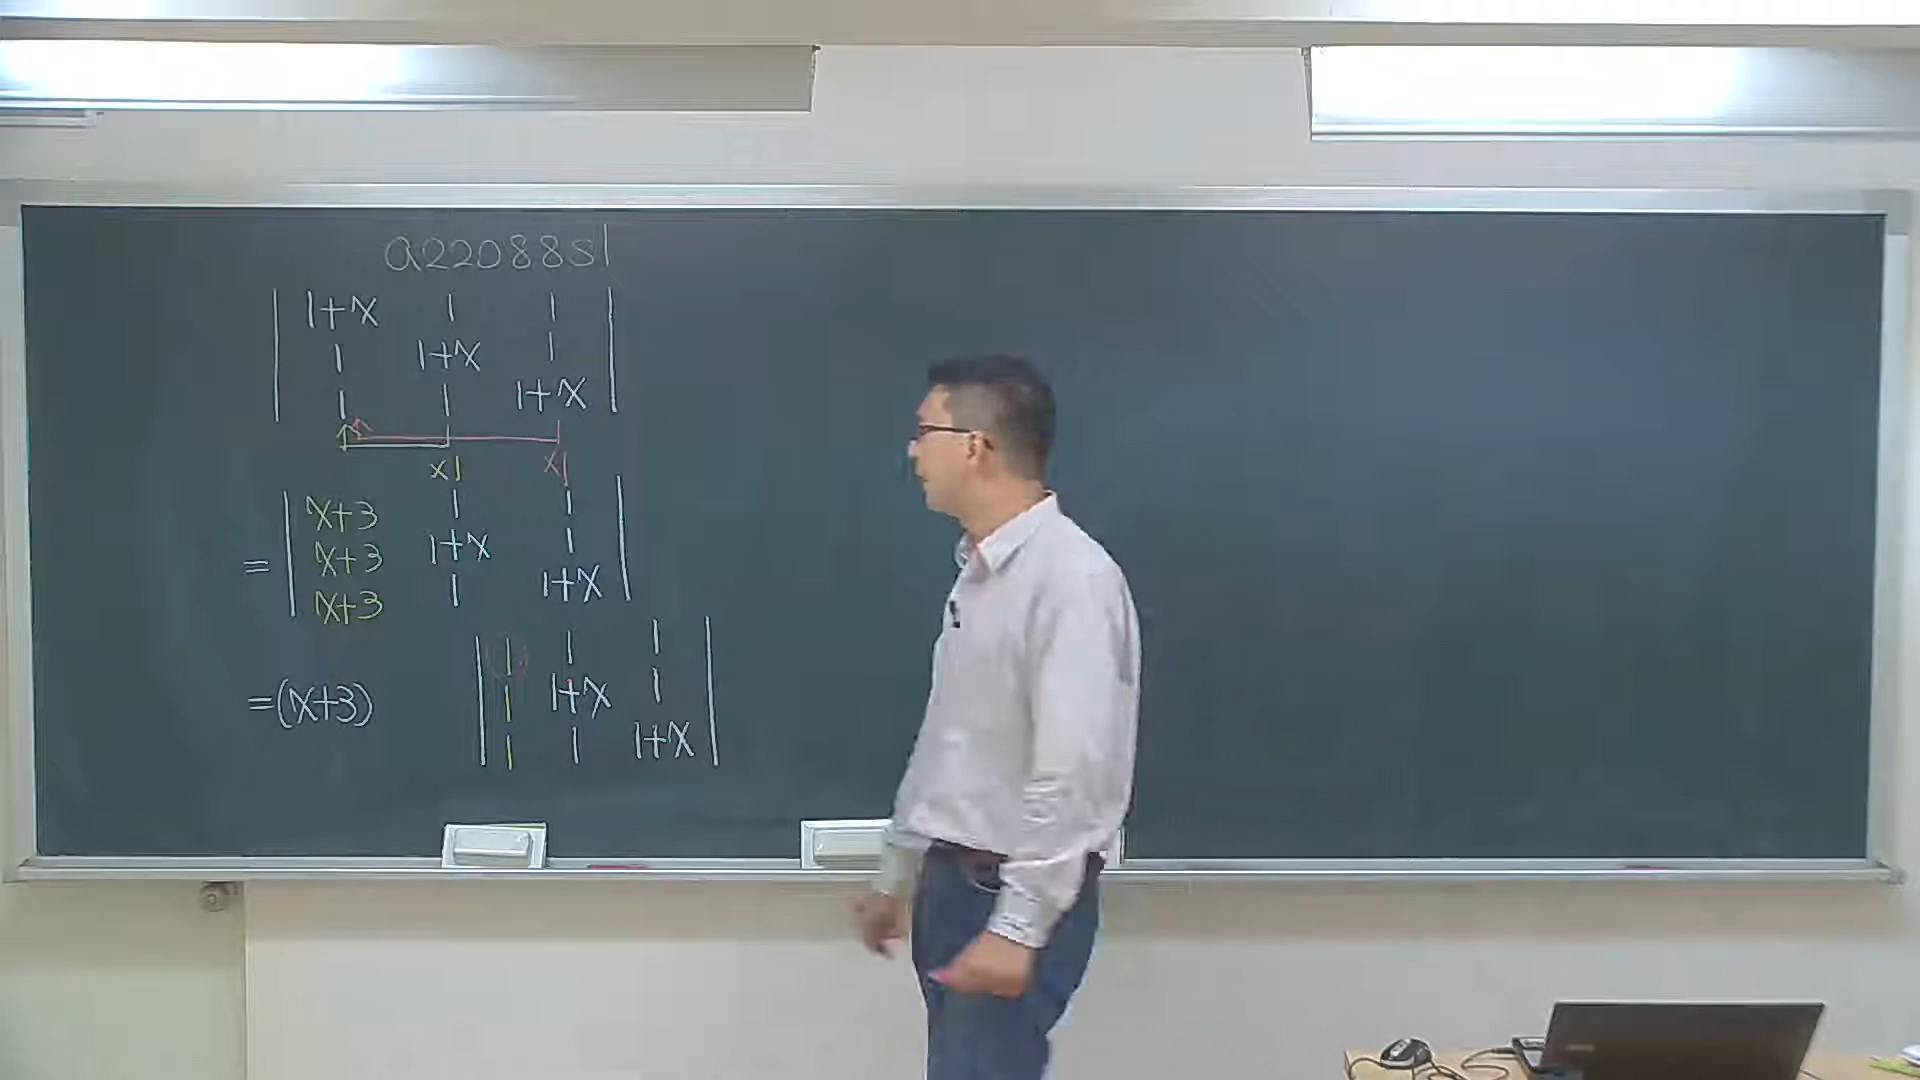 a22088s1
| 1+x 1 1 |
| 1 1+x 1 |
| 1 1 1+x |
x1 x1
| x+3 1 1 |
= | x+3 1+x 1 |
| x+3 1 1+x |
| 1 1 1 |
=(x+3) | 1 1+x 1 |
| 1 1 1+x |